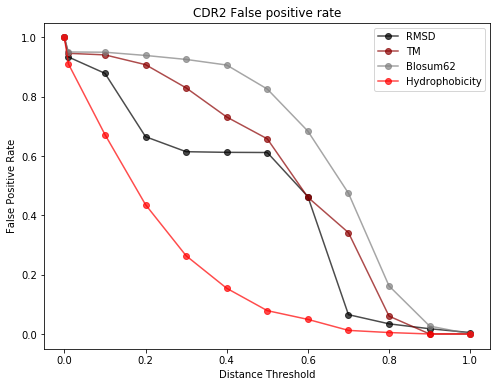 CDR2 False positive rate
RMSD
TM
Blosum62
Hydrophobicity
False Positive Rate
1.0
0.8
0.6
0.4
0.2
0.0
0.0 0.2 0.4 0.6 0.8 1.0
Distance Threshold